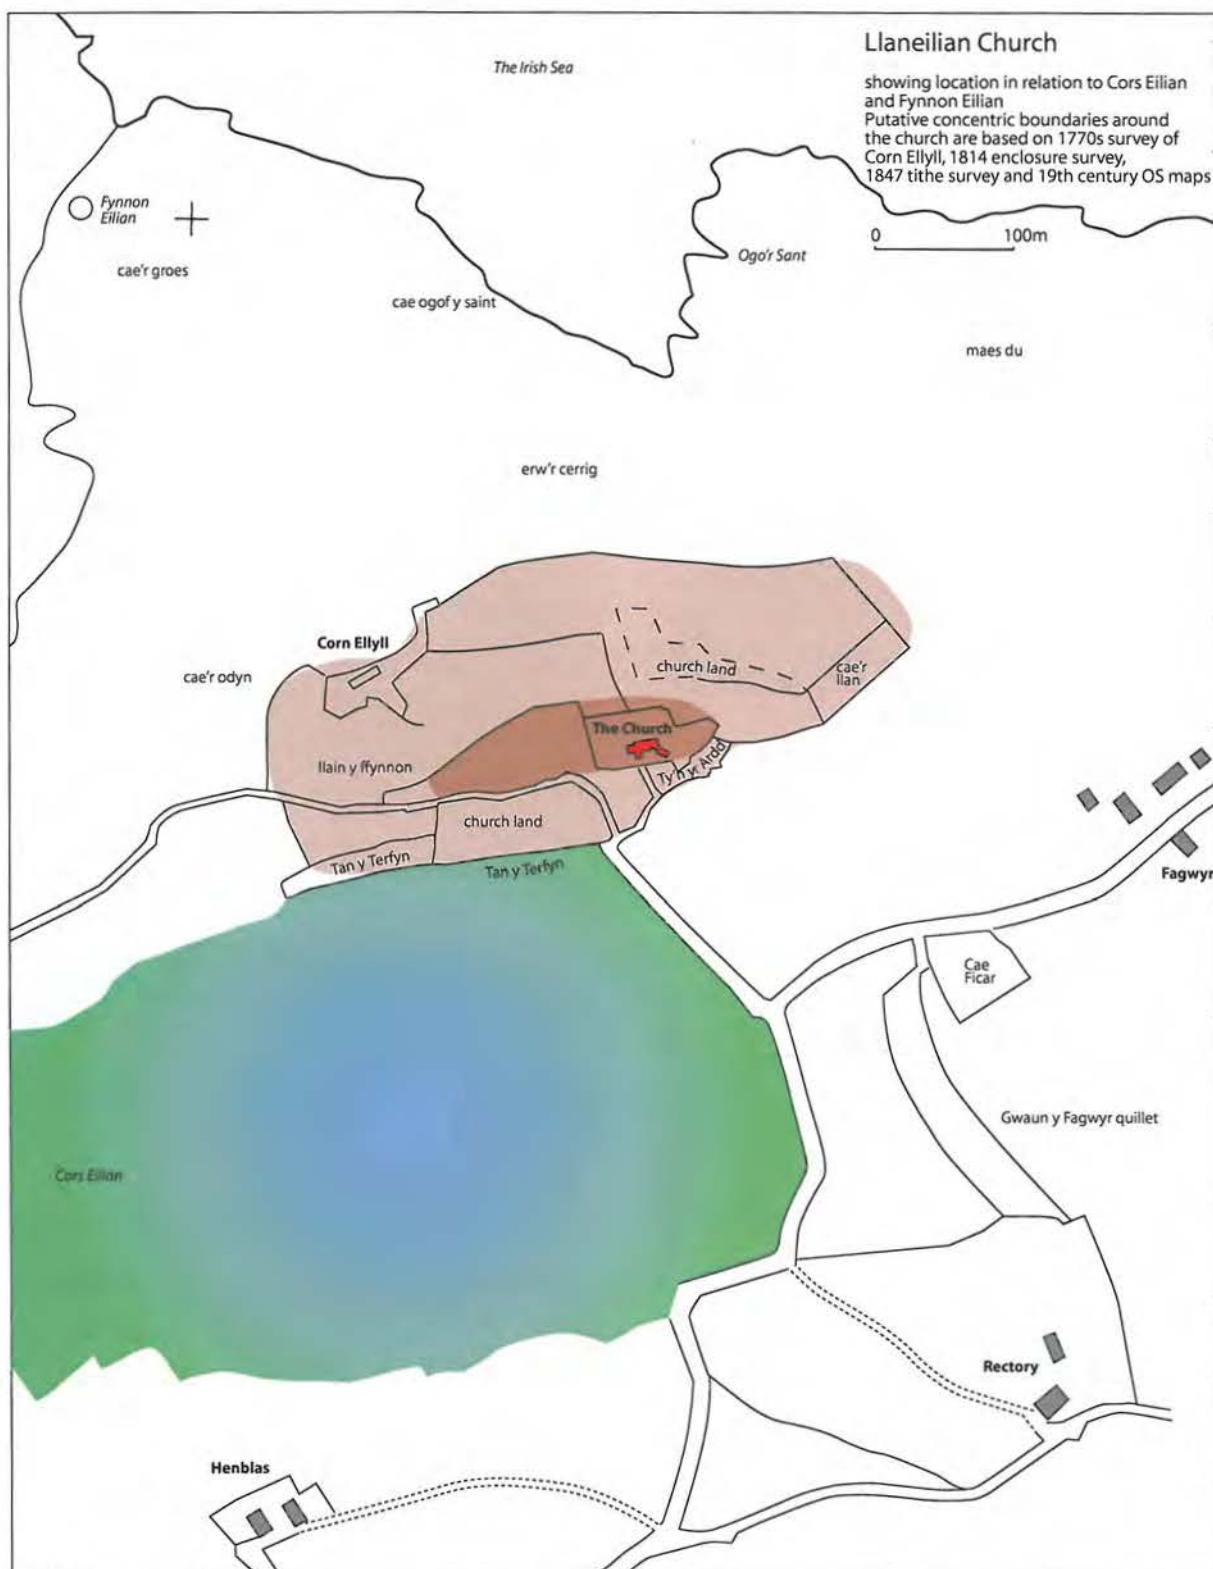 Llaneilian Church
showing location in relation to Cors Eilian
and Fynnon Eilian
Putative concentric boundaries around
the church are based on 1770s survey of
Corn Ellyll, 1814 enclosure survey,
1847 tithe survey and 19th century OS maps
0 100m
The Irish Sea
Fynnon
Eilian
cae'r groes
Ogo'r Sant
cae ogof y saint
maes du
erw'r cerrig
Corn Ellyll
cae'r odyn
church land
cae'r
llan
The Church
Ty'n yr Ardd
llain y ffynnon
church land
Tan y Terfyn
Tan y Terfyn
Fagwyr
Cae
Ficar
Gwaun y Fagwyr quillet
Cors Eilian
Rectory
Henblas